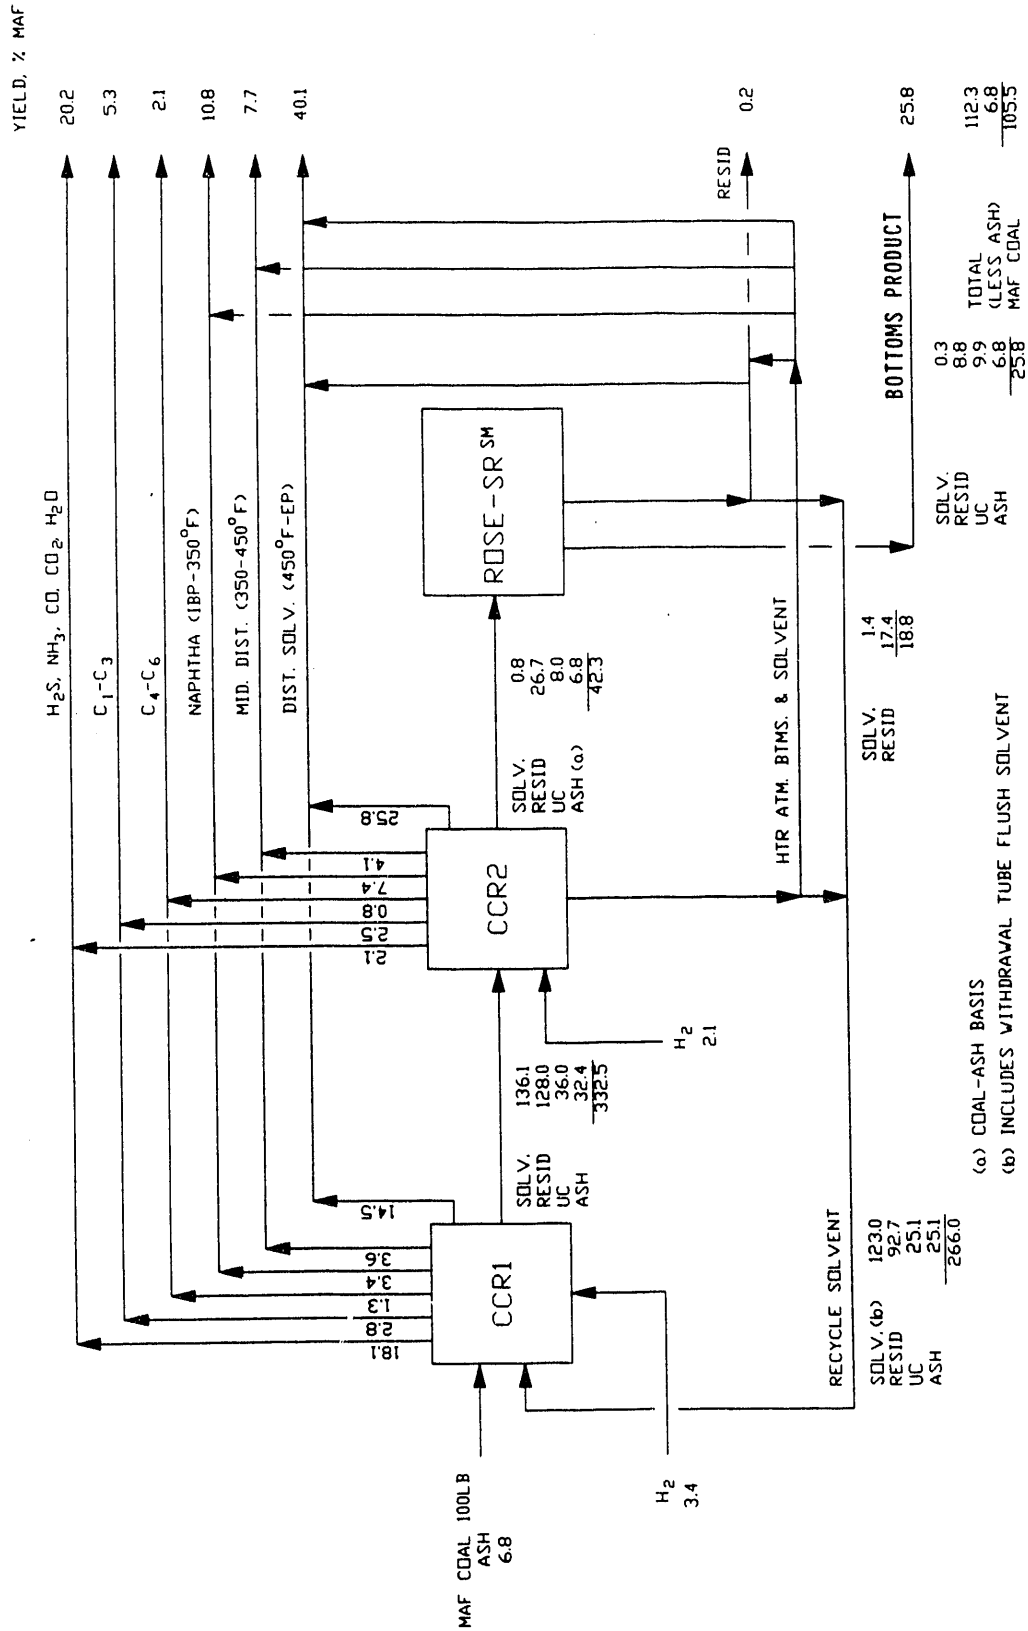 YIELD, % MAF
H₂S, NH₃, CO, CO₂, H₂O
20.2
C₁-C₃
5.3
C₄-C₆
2.1
NAPHTHA (IBP-350°F)
10.8
MID. DIST. (350-450°F)
7.7
DIST. SOLV. (450°F-EP)
40.1
18.1
2.8
1.3
3.4
3.6
14.5
2.1
2.5
0.8
7.4
4.1
25.8
MAF COAL 100LB
ASH
6.8
H₂
3.4
CCR1
SOLV. 136.1
RESID 128.0
UC 36.0
ASH 32.4
332.5
H₂
2.1
CCR2
SOLV. 0.8
RESID 26.7
UC 8.0
ASH (a) 6.8
42.3
ROSE-SR SM
RESID
0.2
HTR ATM. BTMS. & SOLVENT
RECYCLE SOLVENT
SOLV. (b) 123.0
RESID 92.7
UC 25.1
ASH 25.1
266.0
SOLV. 1.4
RESID 17.4
18.8
BOTTOMS PRODUCT
25.8
SOLV. 0.3
RESID 8.8
UC 9.9
ASH 6.8
25.8
TOTAL 112.3
(LESS ASH) 6.8
MAF COAL 105.5
(a) COAL-ASH BASIS
(b) INCLUDES WITHDRAWAL TUBE FLUSH SOLVENT